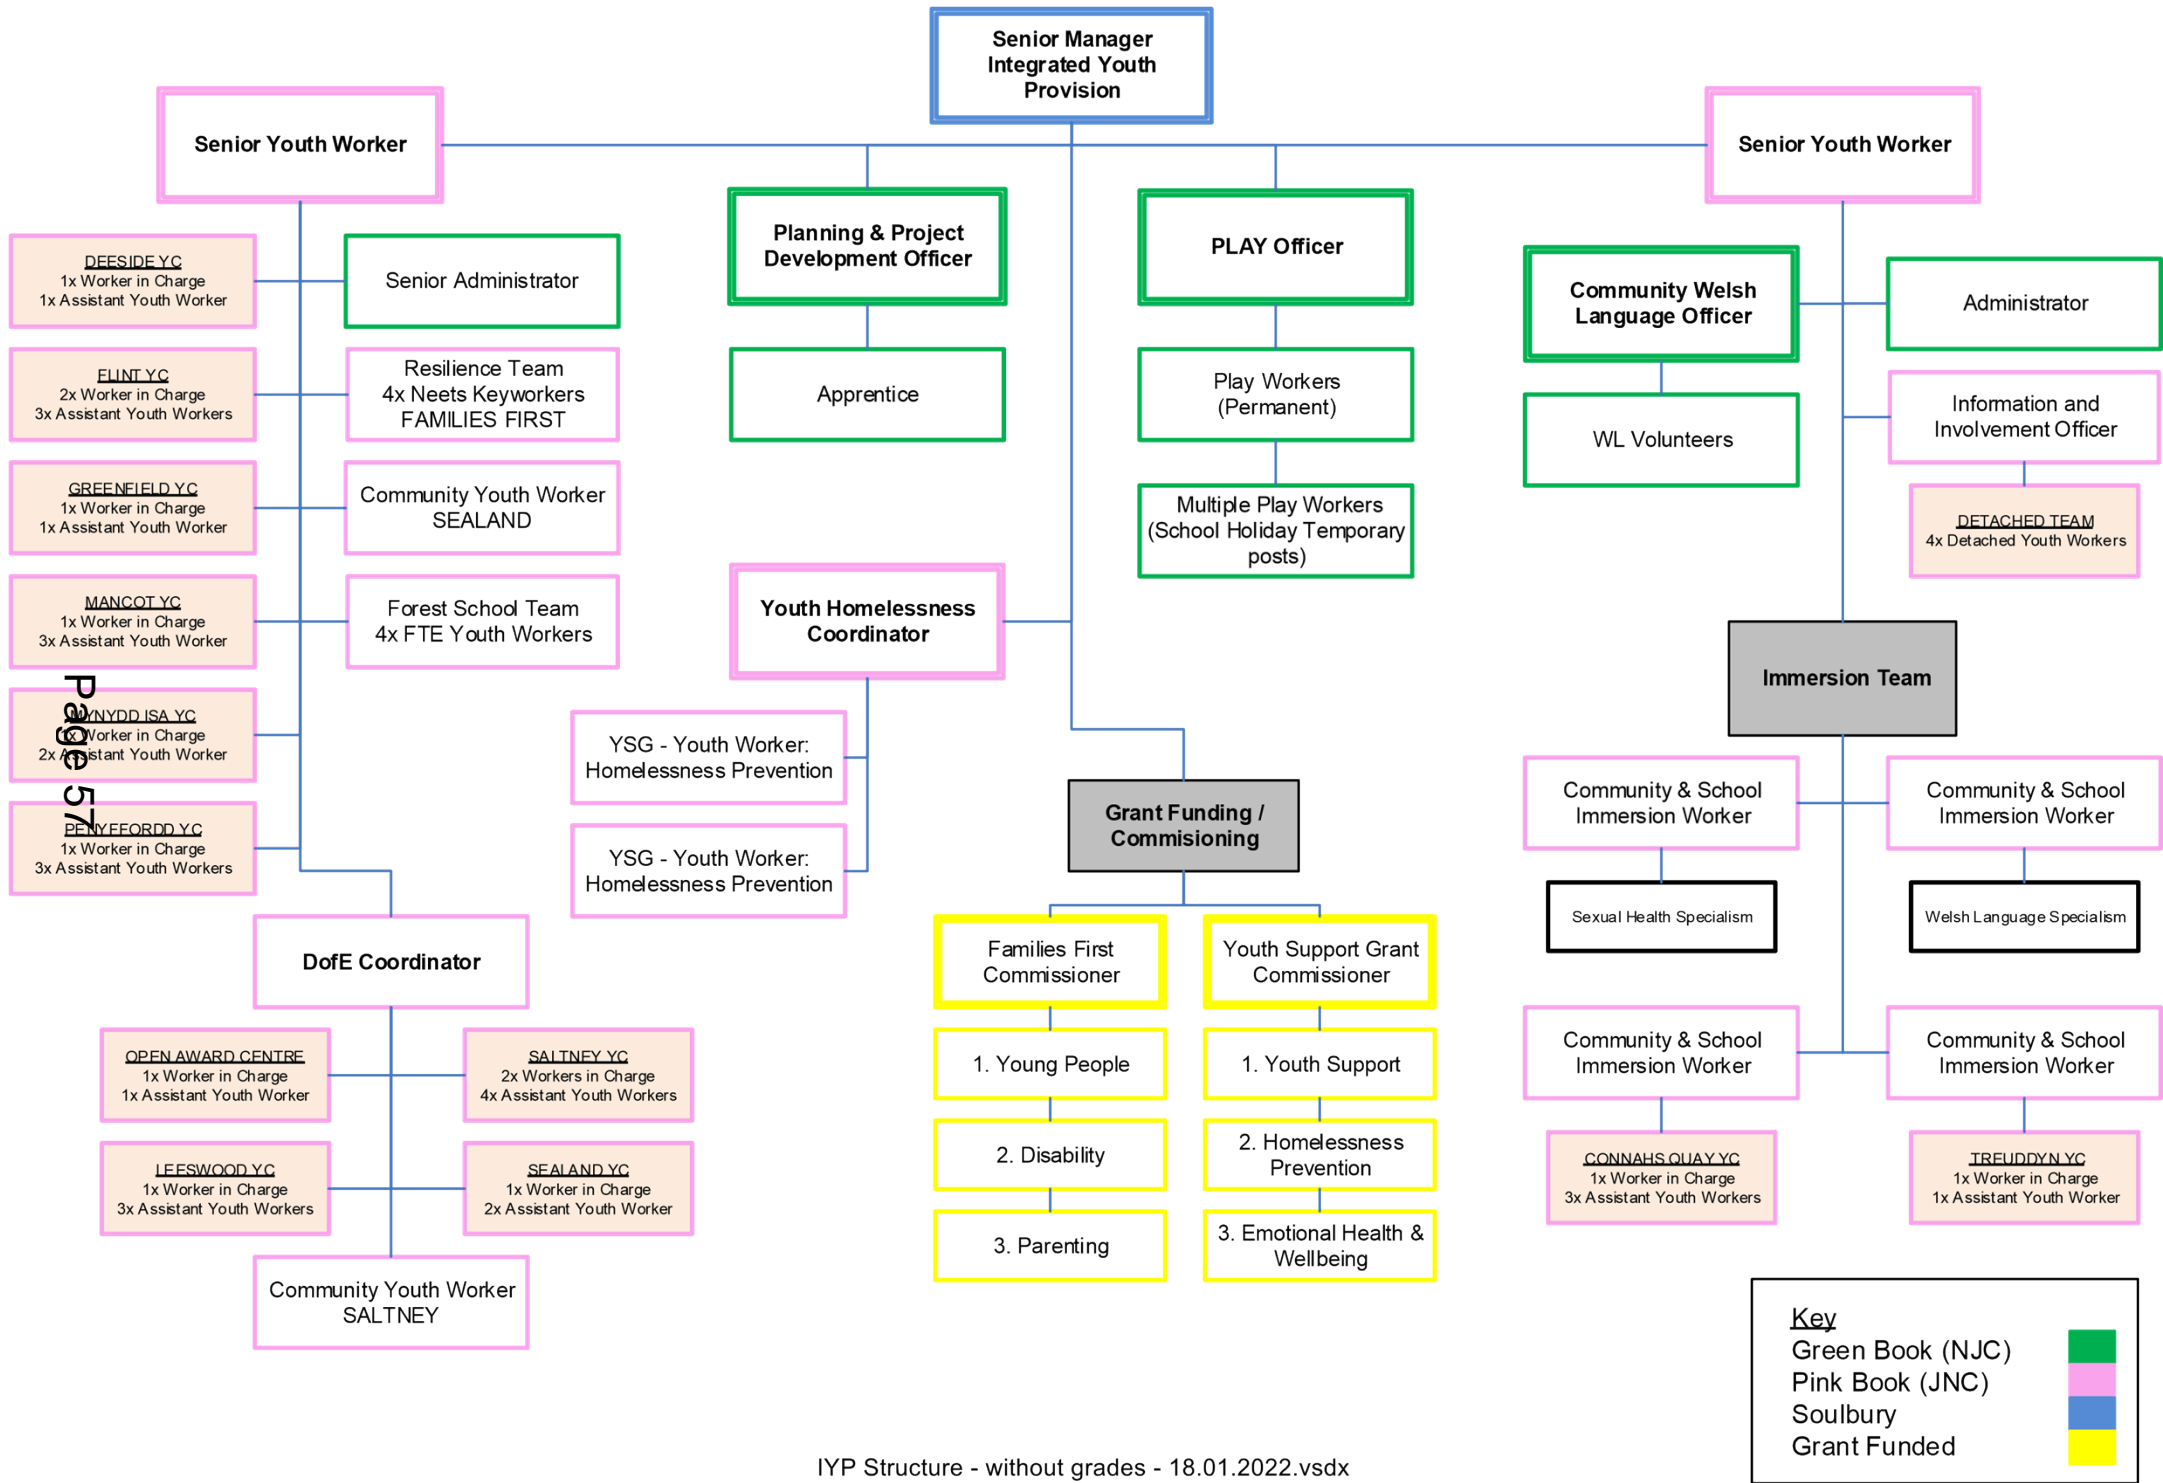 Senior Manager
Integrated Youth
Provision
Senior Youth Worker
Senior Youth Worker
Planning & Project
Development Officer
PLAY Officer
DEESIDE YC
1x Worker in Charge
1x Assistant Youth Worker
Senior Administrator
Community Welsh
Language Officer
Administrator
FLINT YC
2x Worker in Charge
3x Assistant Youth Workers
Resilience Team
4x Neets Keyworkers
FAMILIES FIRST
Apprentice
Play Workers
(Permanent)
WL Volunteers
Information and
Involvement Officer
GREENFIELD YC
1x Worker in Charge
1x Assistant Youth Worker
Community Youth Worker
SEALAND
Multiple Play Workers
(School Holiday Temporary
posts)
DETACHED TEAM
4x Detached Youth Workers
MANCOT YC
1x Worker in Charge
3x Assistant Youth Worker
Forest School Team
4x FTE Youth Workers
Youth Homelessness
Coordinator
Immersion Team
MYNYDD ISA YC
1x Worker in Charge
2x Assistant Youth Worker
Page 57
YSG - Youth Worker:
Homelessness Prevention
PENYFFORDD YC
1x Worker in Charge
3x Assistant Youth Workers
YSG - Youth Worker:
Homelessness Prevention
Grant Funding /
Commisioning
Community & School
Immersion Worker
Community & School
Immersion Worker
Sexual Health Specialism
Welsh Language Specialism
DofE Coordinator
Families First
Commissioner
Youth Support Grant
Commissioner
OPEN AWARD CENTRE
1x Worker in Charge
1x Assistant Youth Worker
SALTNEY YC
2x Workers in Charge
4x Assistant Youth Workers
1. Young People
1. Youth Support
Community & School
Immersion Worker
Community & School
Immersion Worker
LEESWOOD YC
1x Worker in Charge
3x Assistant Youth Workers
SEALAND YC
1x Worker in Charge
2x Assistant Youth Worker
2. Disability
2. Homelessness
Prevention
CONNAHS QUAY YC
1x Worker in Charge
3x Assistant Youth Workers
TREUDDYN YC
1x Worker in Charge
1x Assistant Youth Worker
3. Parenting
3. Emotional Health &
Wellbeing
Community Youth Worker
SALTNEY
Key
Green Book (NJC)
Pink Book (JNC)
Soulbury
Grant Funded
IYP Structure - without grades - 18.01.2022.vsdx